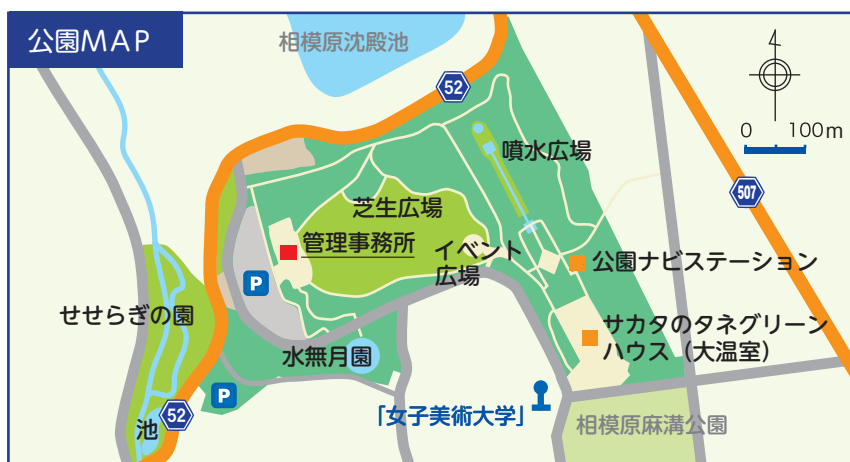 公園MAP
相模原沈殿池
52
0 100m
噴水広場
507
芝生広場
管理事務所
イベント
広場
公園ナビステーション
P
せせらぎの園
サカタのタネグリーン
ハウス（大温室）
水無月園
P
52
「女子美術大学」
相模原麻溝公園
池